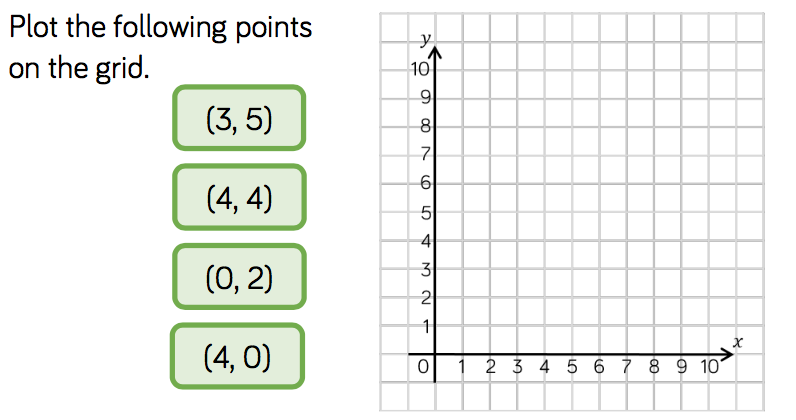 Plot the following points
on the grid.
(3, 5)
(4, 4)
(0, 2)
(4, 0)
y
10
9
8
7
6
5
4
3
2
1
x
0 1 2 3 4 5 6 7 8 9 10